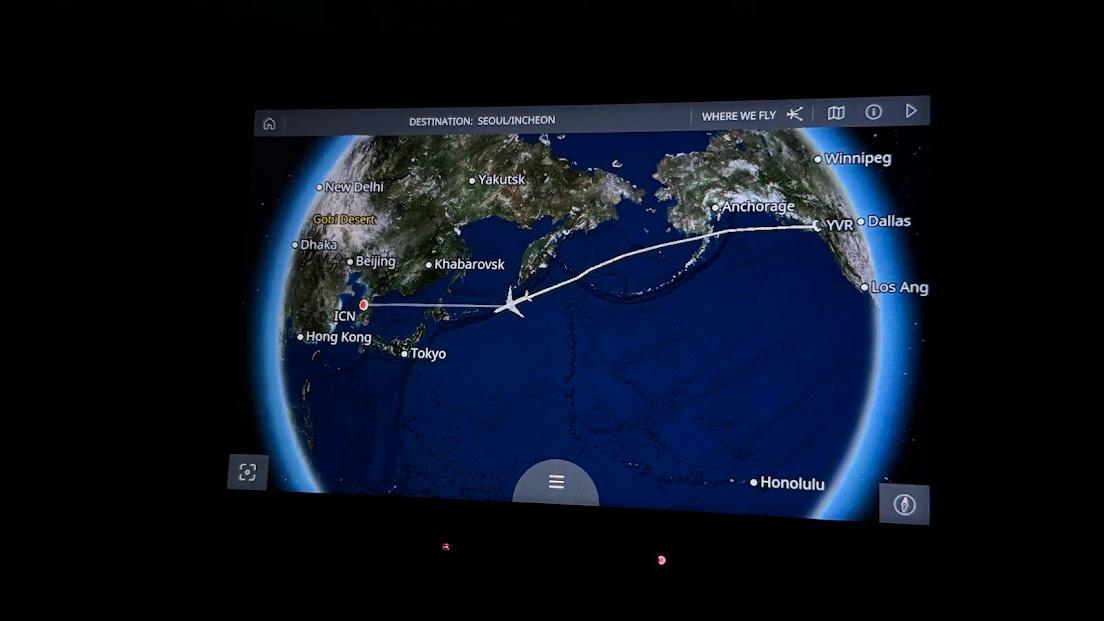 DESTINATION: SEOUL/INCHEON
WHERE WE FLY
Winnipeg
Yakutsk
New Delhi
Anchorage
Gobi Desert
YVR
Dallas
Dhaka
Beijing
Khabarovsk
Los Ang
ICN
Hong Kong
Tokyo
Honolulu